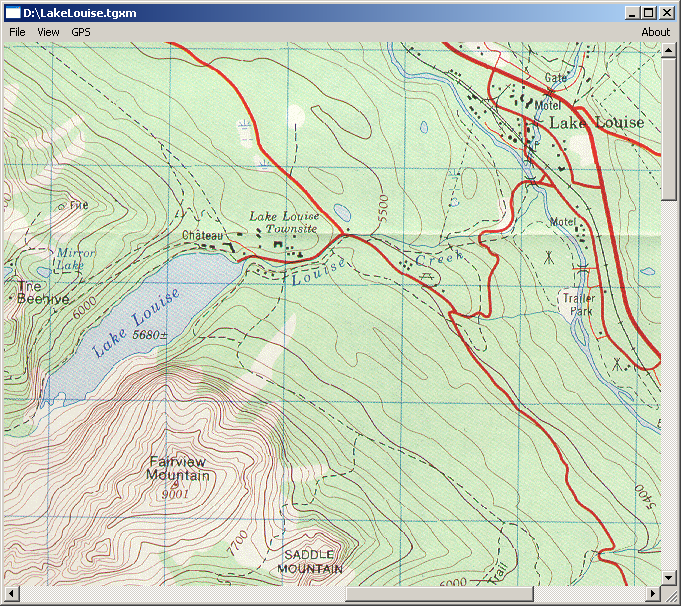 D:\LakeLouise.tgxm
File View GPS About
Gate
Motel
Lake Louise
5500
Fire
Lake Louise
Townsite
Chateau
Motel
Mirror
Lake
Louise Creek
The
Beehive
6000
Lake Louise
5680±
Trailer
Park
Fairview
Mountain
9001
5400
7700
SADDLE
MOUNTAIN
6000
Trail